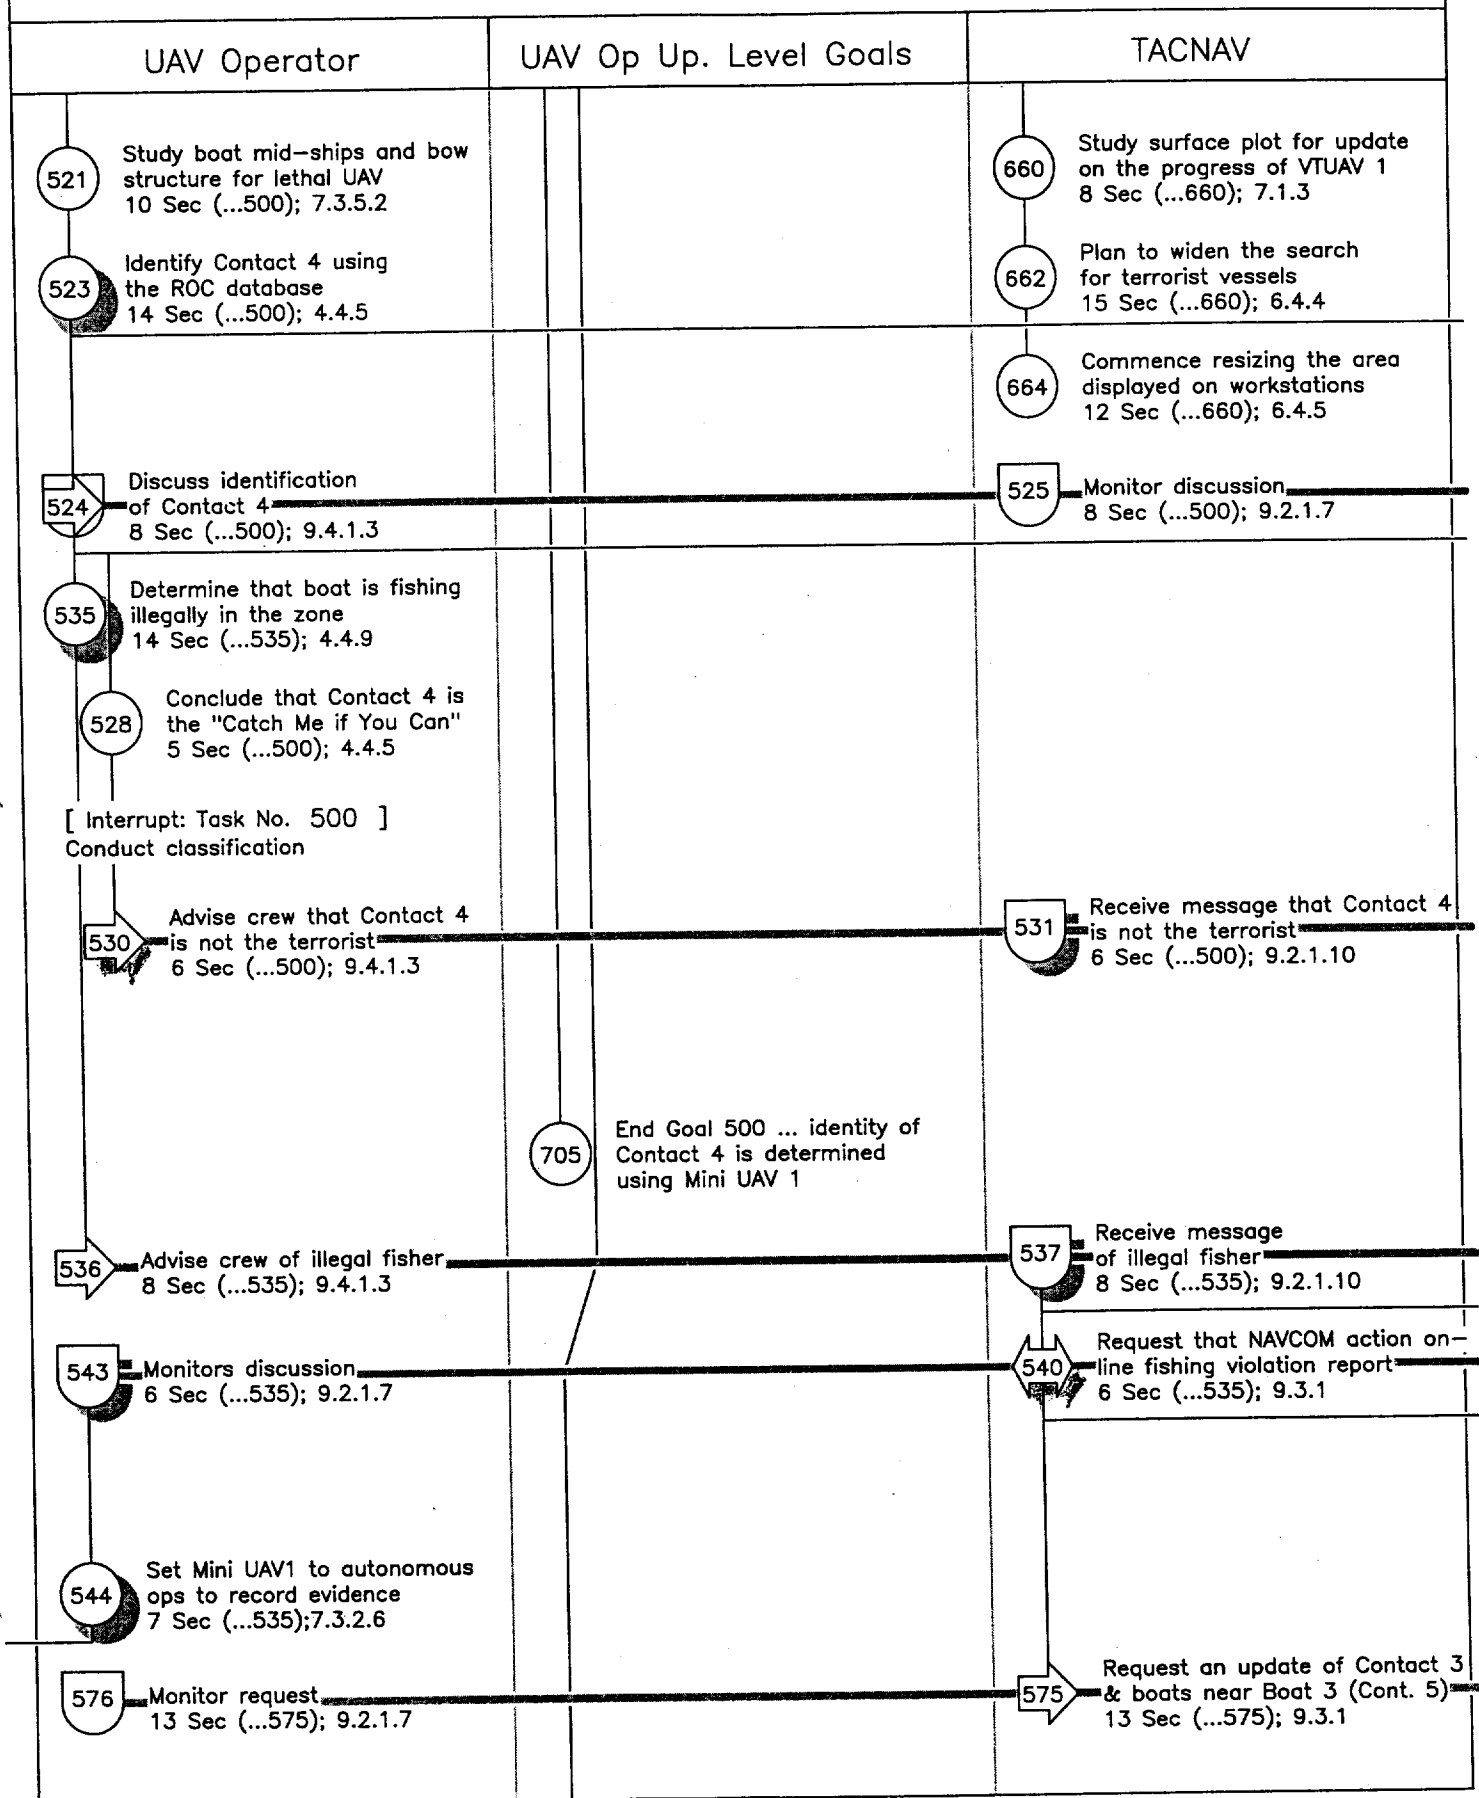 UAV Operator
UAV Op Up. Level Goals
TACNAV
521
Study boat mid-ships and bow
structure for lethal UAV
10 Sec (...500); 7.3.5.2
660
Study surface plot for update
on the progress of VTUAV 1
8 Sec (...660); 7.1.3
523
Identify Contact 4 using
the ROC database
14 Sec (...500); 4.4.5
662
Plan to widen the search
for terrorist vessels
15 Sec (...660); 6.4.4
664
Commence resizing the area
displayed on workstations
12 Sec (...660); 6.4.5
524
Discuss identification
of Contact 4
8 Sec (...500); 9.4.1.3
525
Monitor discussion
8 Sec (...500); 9.2.1.7
535
Determine that boat is fishing
illegally in the zone
14 Sec (...535); 4.4.9
528
Conclude that Contact 4 is
the "Catch Me if You Can"
5 Sec (...500); 4.4.5
[ Interrupt: Task No. 500 ]
Conduct classification
530
Advise crew that Contact 4
is not the terrorist
6 Sec (...500); 9.4.1.3
531
Receive message that Contact 4
is not the terrorist
6 Sec (...500); 9.2.1.10
705
End Goal 500 ... identity of
Contact 4 is determined
using Mini UAV 1
536
Advise crew of illegal fisher
8 Sec (...535); 9.4.1.3
537
Receive message
of illegal fisher
8 Sec (...535); 9.2.1.10
543
Monitors discussion
6 Sec (...535); 9.2.1.7
540
Request that NAVCOM action on-
line fishing violation report
6 Sec (...535); 9.3.1
544
Set Mini UAV1 to autonomous
ops to record evidence
7 Sec (...535);7.3.2.6
576
Monitor request
13 Sec (...575); 9.2.1.7
575
Request an update of Contact 3
& boats near Boat 3 (Cont. 5)
13 Sec (...575); 9.3.1